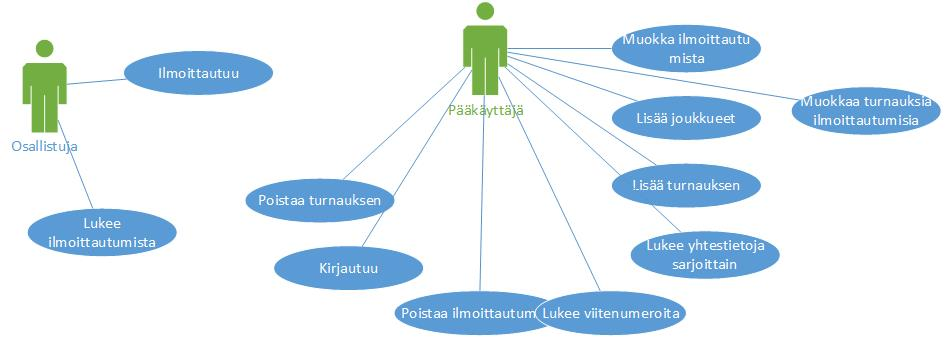 Ilmoittautuu
Osallistuja
Lukee
ilmoittautumista
Pääkäyttäjä
Muokka ilmoittautu
mista
Muokkaa turnauksia
ilmoittautumisia
Lisää joukkueet
Lisää turnauksen
Lukee yhtestietoja
sarjoittain
Poistaa turnauksen
Kirjautuu
Poistaa ilmoittautum
Lukee viitenumeroita